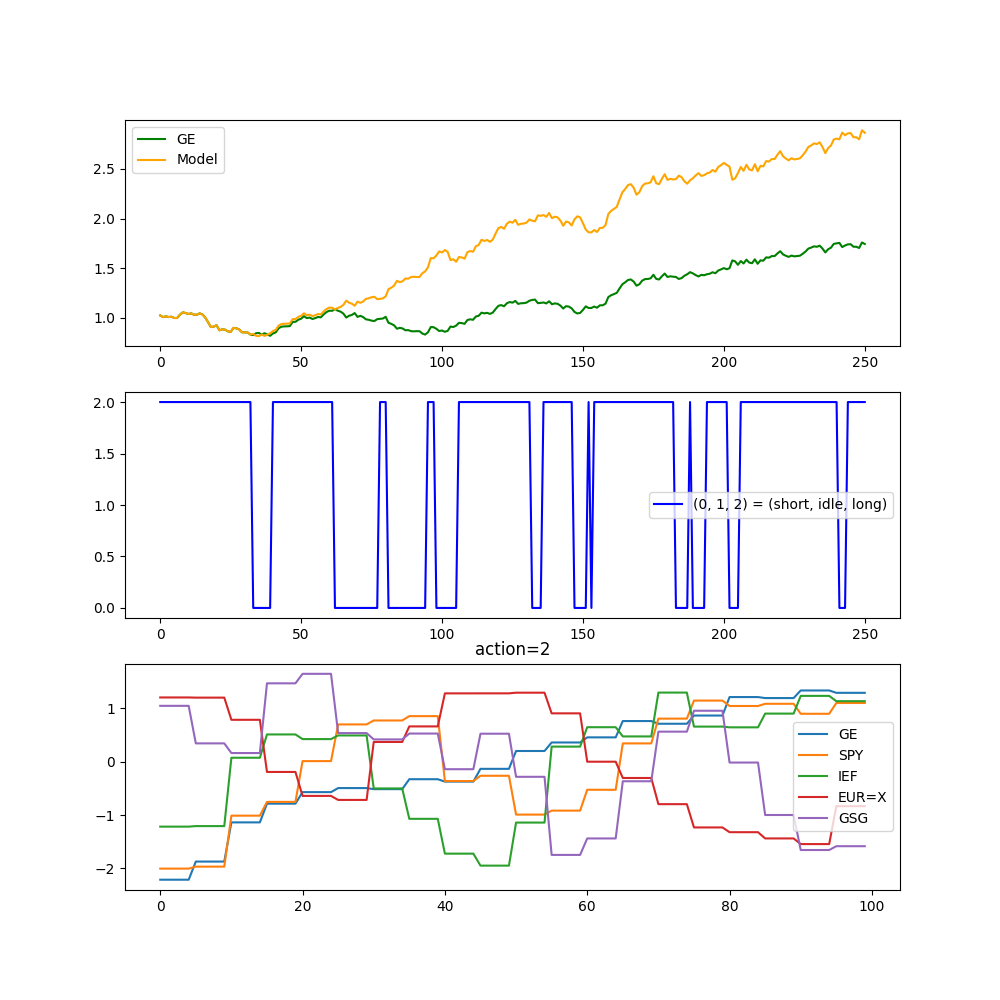 GE
Model
2.5
2.0
1.5
1.0
0 50 100 150 200 250
2.0
1.5
1.0
0.5
0.0
(0, 1, 2) = (short, idle, long)
0 50 100 150 200 250
action=2
1
0
−1
−2
GE
SPY
IEF
EUR=X
GSG
0 20 40 60 80 100